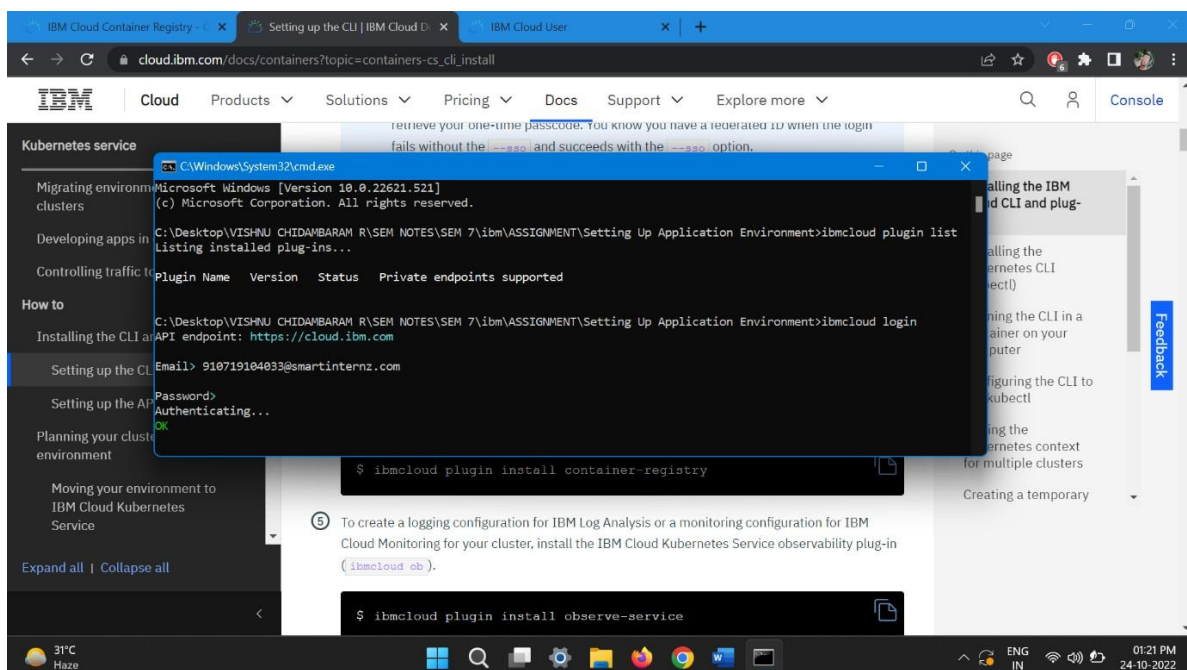 IBM Cloud Container Registry -
Setting up the CLI | IBM Cloud D
IBM Cloud User
cloud.ibm.com/docs/containers?topic=containers-cs_cli_install
6
IBM Cloud Products Solutions Pricing Docs Support Explore more Console
retrieve your one-time passcode. You know you have a federated ID when the login
fails without the --sso and succeeds with the --sso option.
Kubernetes service
Migrating environm
clusters
Developing apps in
Controlling traffic to
How to
Installing the CLI an
Setting up the CL
Setting up the AP
Planning your cluste
environment
Moving your environment to
IBM Cloud Kubernetes
Service
Expand all | Collapse all
C:\Windows\System32\cmd.exe
Microsoft Windows [Version 10.0.22621.521]
(c) Microsoft Corporation. All rights reserved.
C:\Desktop\VISHNU CHIDAMBARAM R\SEM NOTES\SEM 7\ibm\ASSIGNMENT\Setting Up Application Environment>ibmcloud plugin list
Listing installed plug-ins...
Plugin Name Version Status Private endpoints supported
C:\Desktop\VISHNU CHIDAMBARAM R\SEM NOTES\SEM 7\ibm\ASSIGNMENT\Setting Up Application Environment>ibmcloud login
API endpoint: https://cloud.ibm.com
Email> 910719104033@smartinternz.com
Password>
Authenticating...
OK
$ ibmcloud plugin install container-registry
5 To create a logging configuration for IBM Log Analysis or a monitoring configuration for IBM
Cloud Monitoring for your cluster, install the IBM Cloud Kubernetes Service observability plug-in
( ibmcloud ob ).
$ ibmcloud plugin install observe-service
page
alling the IBM
d CLI and plug-
alling the
ernetes CLI
ectl)
ning the CLI in a
ainer on your
puter
figuring the CLI to
kubectl
ing the
ernetes context
for multiple clusters
Creating a temporary
Feedback
31°C
Haze
ENG
IN
01:21 PM
24-10-2022